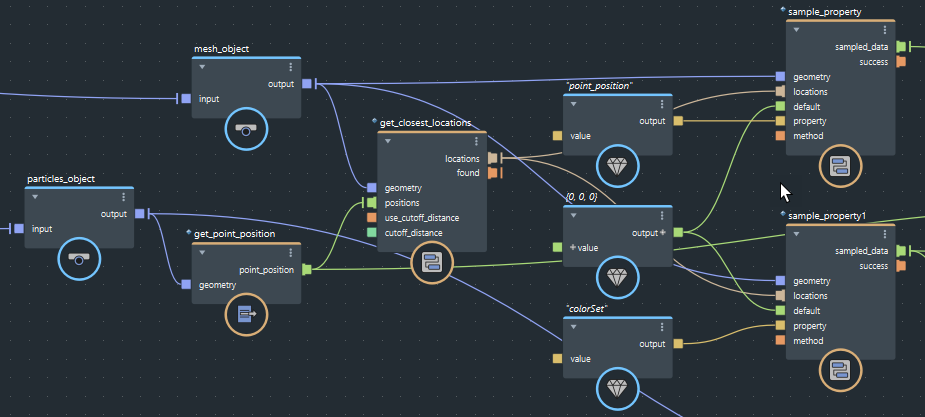 mesh_object
output
input
particles_object
output
input
get_point_position
point_position
geometry
get_closest_locations
locations
found
geometry
positions
use_cutoff_distance
cutoff_distance
"point_position"
output
value
{0, 0, 0}
output
value
"colorSet"
output
value
sample_property
sampled_data
success
geometry
locations
default
property
method
sample_property1
sampled_data
success
geometry
locations
default
property
method